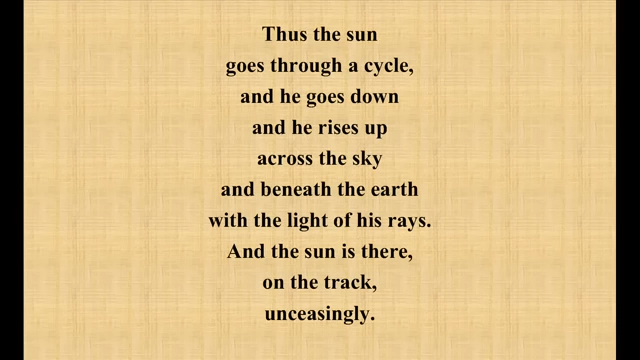 Thus the sun
goes through a cycle,
and he goes down
and he rises up
across the sky
and beneath the earth
with the light of his rays.
And the sun is there,
on the track,
unceasingly.